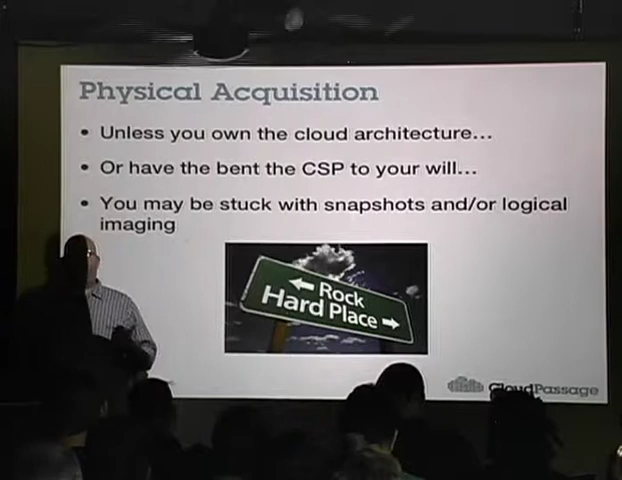 Physical Acquisition
• Unless you own the cloud architecture...
• Or have the bent the CSP to your will...
• You may be stuck with snapshots and/or logical
imaging
← Rock
Hard Place →
CloudPassage